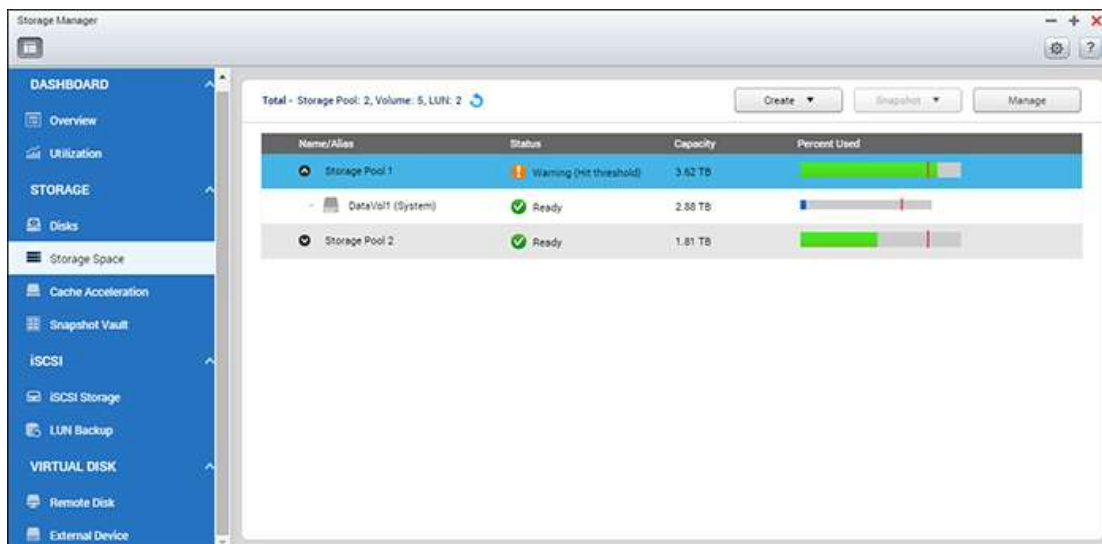 Storage Manager
DASHBOARD
Overview
Utilization
STORAGE
Disks
Storage Space
Cache Acceleration
Snapshot Vault
iSCSI
iSCSI Storage
LUN Backup
VIRTUAL DISK
Remote Disk
External Device
Total - Storage Pool: 2, Volume: 5, LUN: 2
Create Snapshot Manage
Name/Alias Status Capacity Percent Used
Storage Pool 1 Warning (Hit threshold) 3.62 TB
DataVol1 (System) Ready 2.88 TB
Storage Pool 2 Ready 1.81 TB